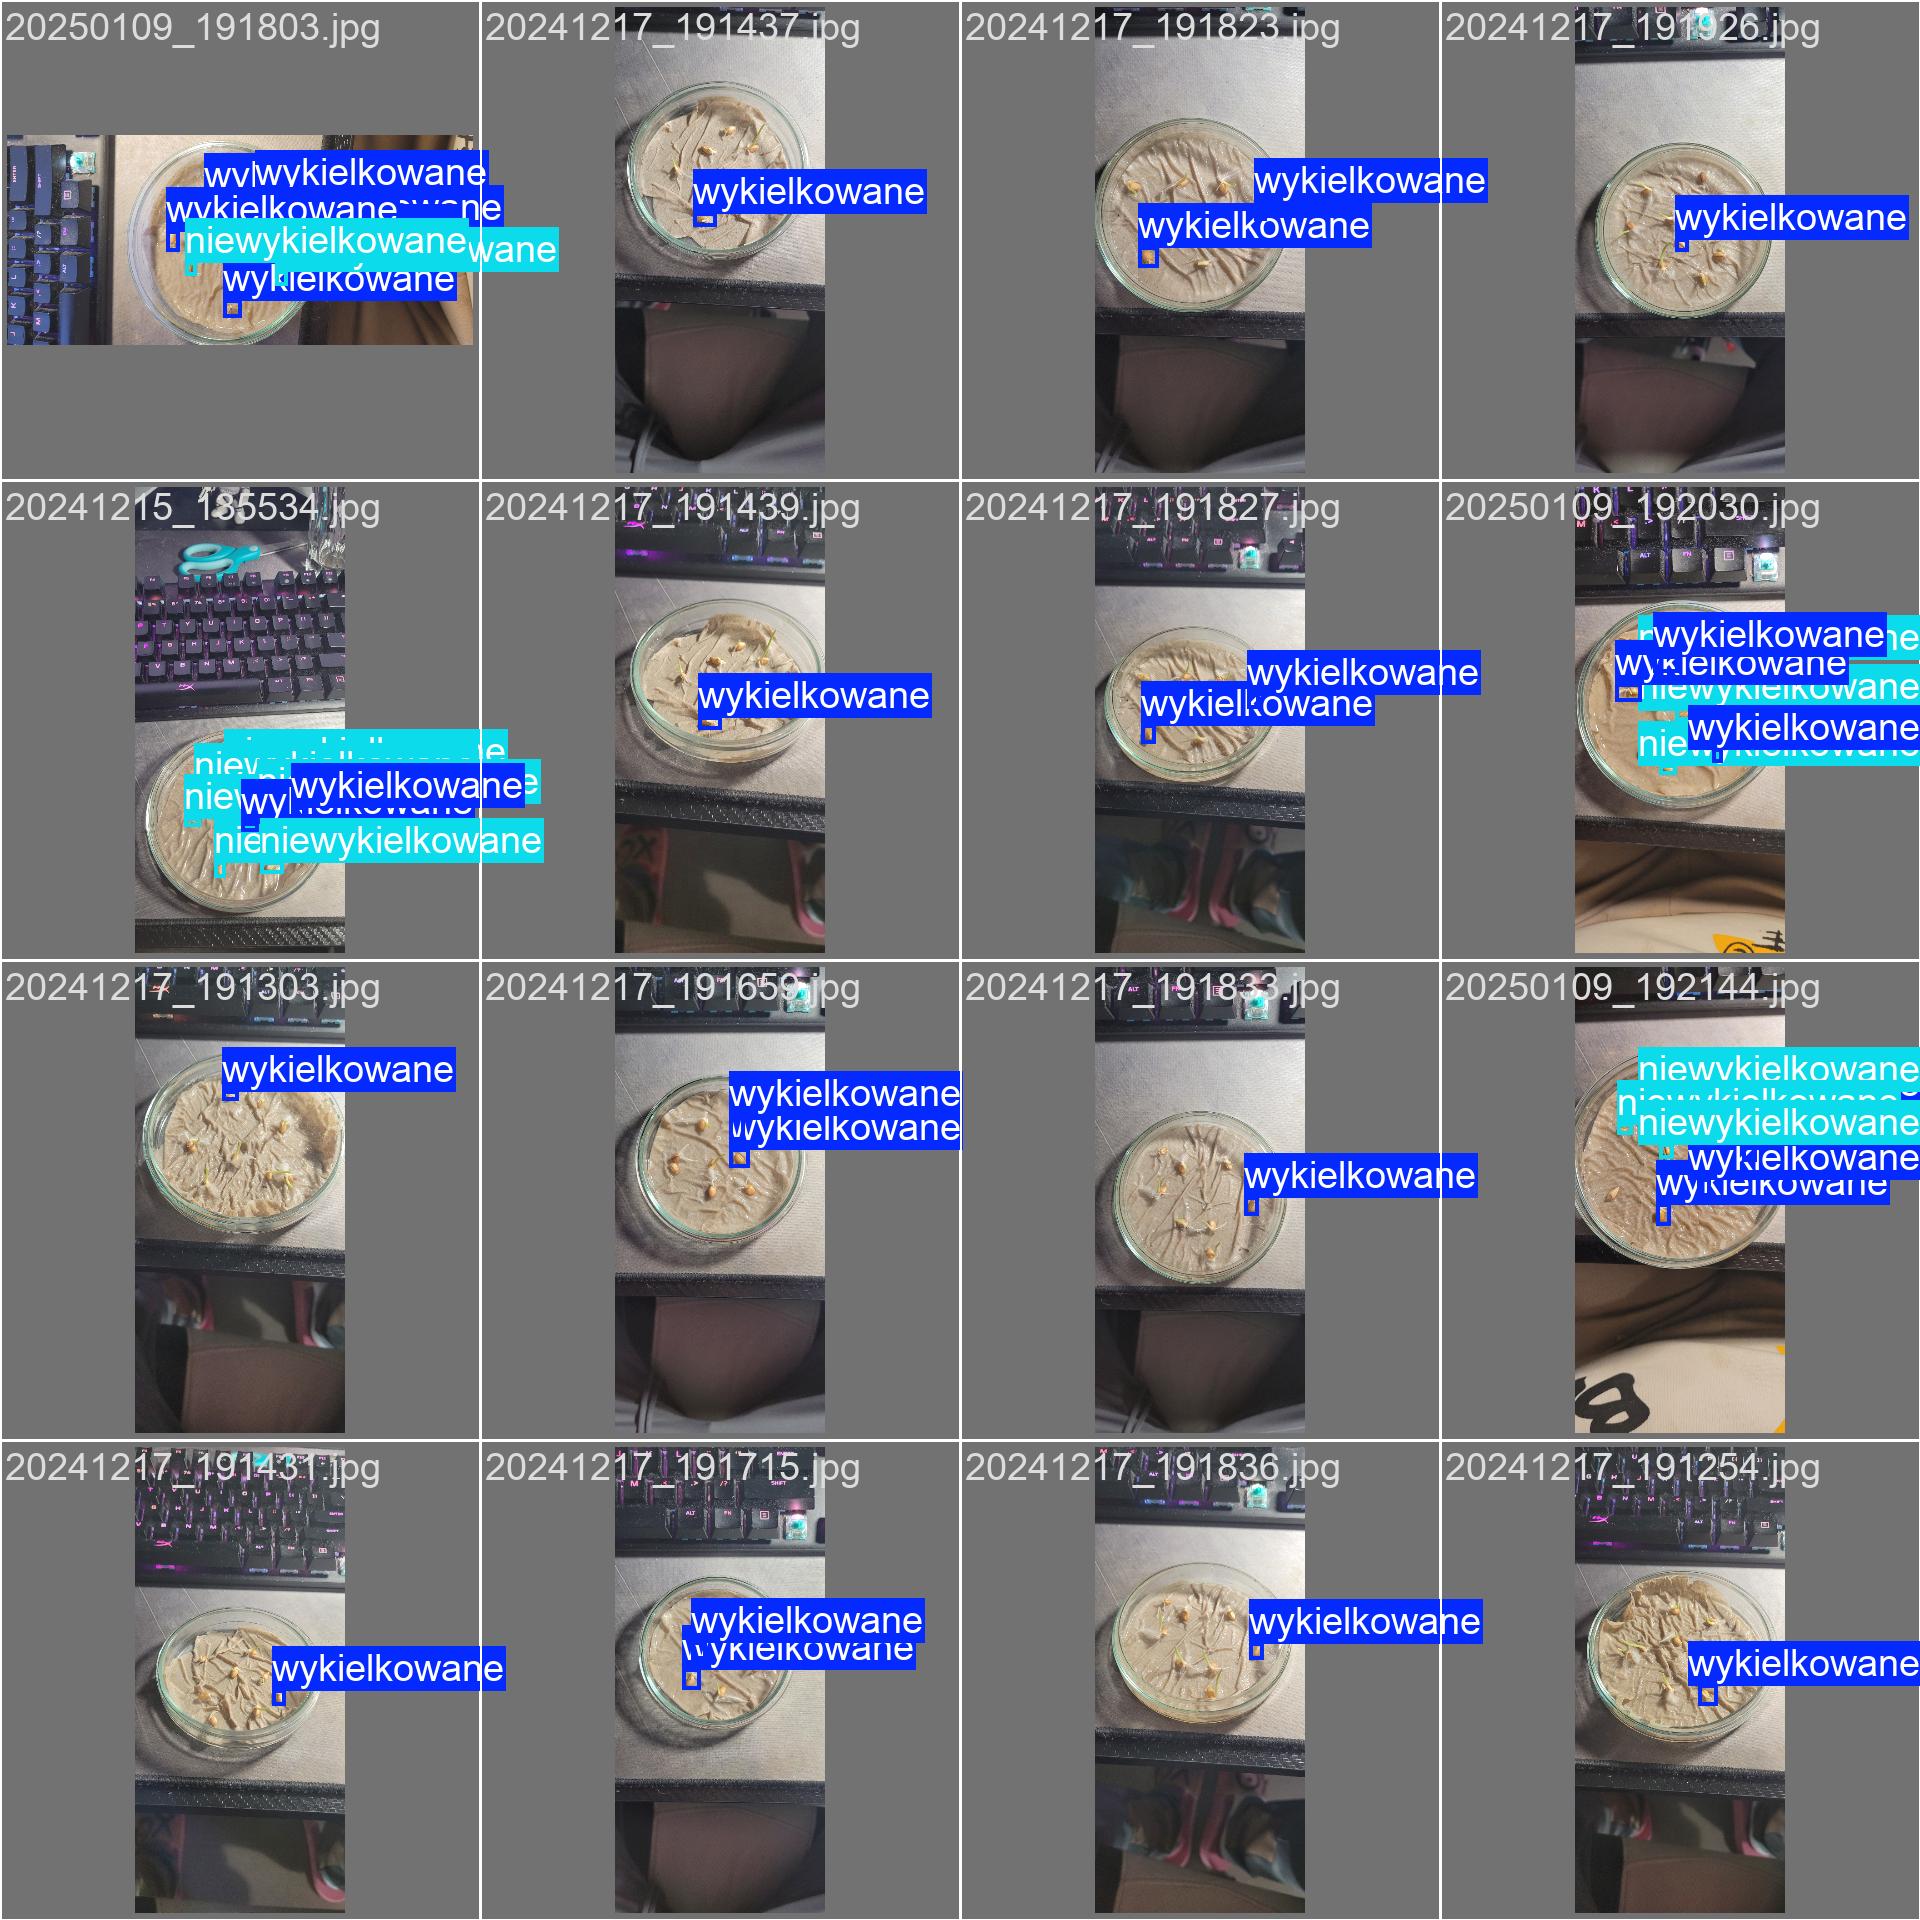 20250109_191803.jpg
wykielkowane
wykielkowane
niewykielkowane
wykielkowane
20241217_191437.jpg
wykielkowane
20241217_191823.jpg
wykielkowane
wykielkowane
20241217_191926.jpg
wykielkowane
20241215_185534.jpg
wykielkowane
niewykielkowane
20241217_191439.jpg
wykielkowane
20241217_191827.jpg
wykielkowane
wykielkowane
20250109_192030.jpg
wykielkowane
wykielkowane
niewykielkowane
wykielkowane
20241217_191303.jpg
wykielkowane
20241217_191659.jpg
wykielkowane
wykielkowane
20241217_191833.jpg
wykielkowane
20250109_192144.jpg
niewykielkowane
niewykielkowane
niewykielkowane
wykielkowane
wykielkowane
20241217_191431.jpg
wykielkowane
20241217_191715.jpg
wykielkowane
wykielkowane
20241217_191836.jpg
wykielkowane
20241217_191254.jpg
wykielkowane